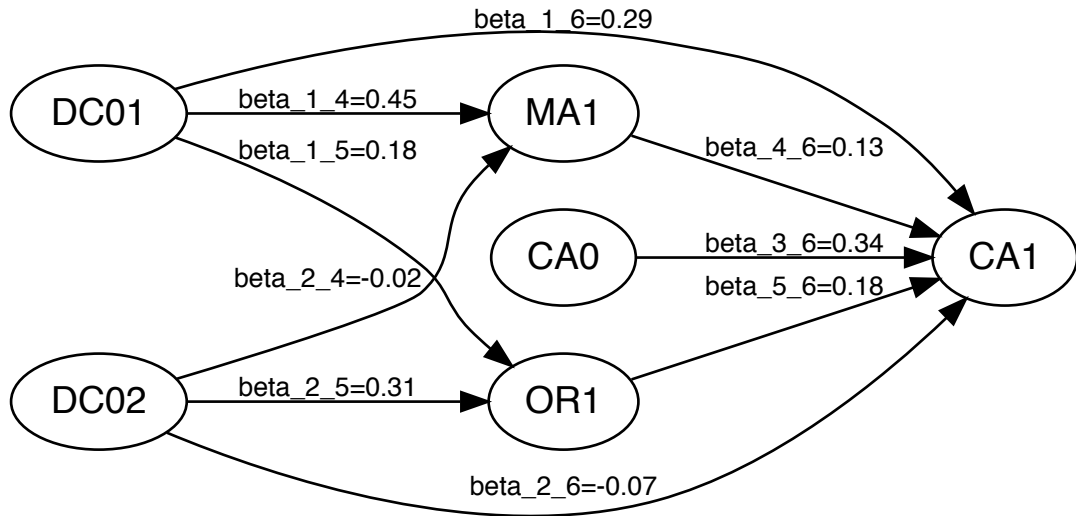 beta_1_6=0.29
DC01
beta_1_4=0.45
MA1
beta_1_5=0.18
beta_4_6=0.13
CA0
beta_3_6=0.34
CA1
beta_2_4=-0.02
beta_5_6=0.18
DC02
beta_2_5=0.31
OR1
beta_2_6=-0.07